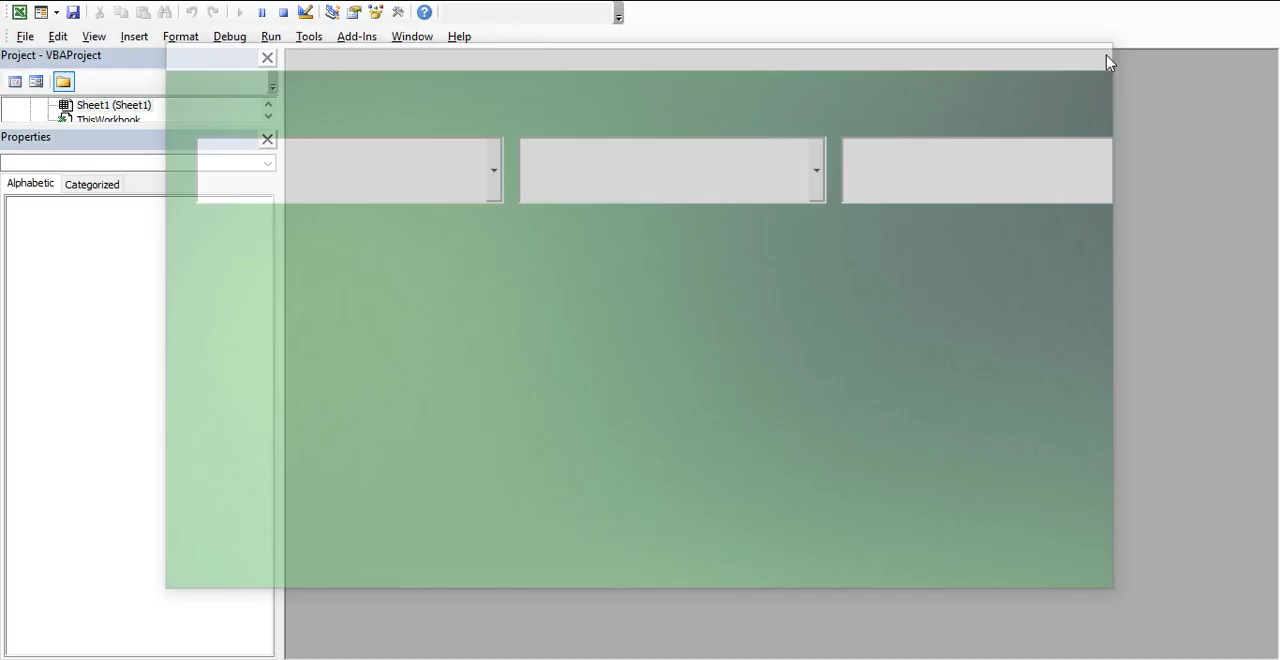 File Edit View Insert Format Debug Run Tools Add-Ins Window Help
Project - VBAProject
Sheet1 (Sheet1)
ThisWorkbook
Properties
Alphabetic Categorized